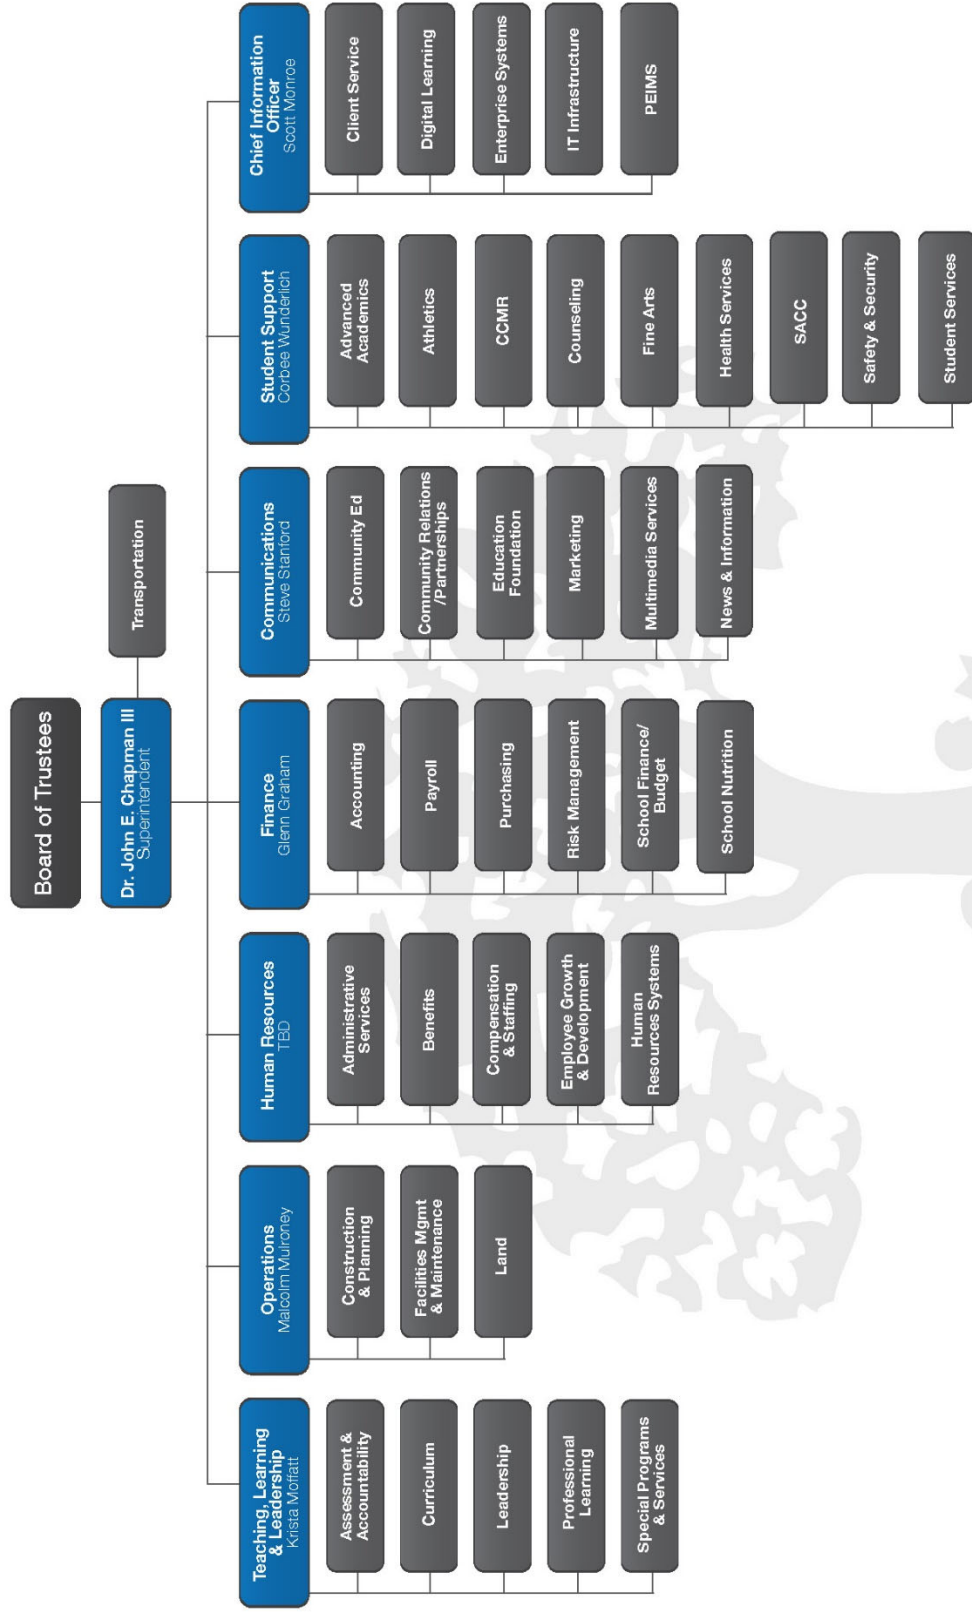 Board of Trustees
Dr. John E. Chapman III
Superintendent
Transportation
Teaching, Learning
& Leadership
Krista Moffatt
Assessment &
Accountability
Curriculum
Leadership
Professional
Learning
Special Programs
& Services
Operations
Malcolm Mulroney
Construction
& Planning
Facilities Mgmt
& Maintenance
Land
Human Resources
TBD
Administrative
Services
Benefits
Compensation
& Staffing
Employee Growth
& Development
Human
Resources Systems
Finance
Glenn Graham
Accounting
Payroll
Purchasing
Risk Management
School Finance/
Budget
School Nutrition
Communications
Steve Stanford
Community Ed
Community Relations
/Partnerships
Education
Foundation
Marketing
Multimedia Services
News & Information
Student Support
Corbee Wunderlich
Advanced
Academics
Athletics
CCMR
Counseling
Fine Arts
Health Services
SACC
Safety & Security
Student Services
Chief Information
Officer
Scott Monroe
Client Service
Digital Learning
Enterprise Systems
IT Infrastructure
PEIMS